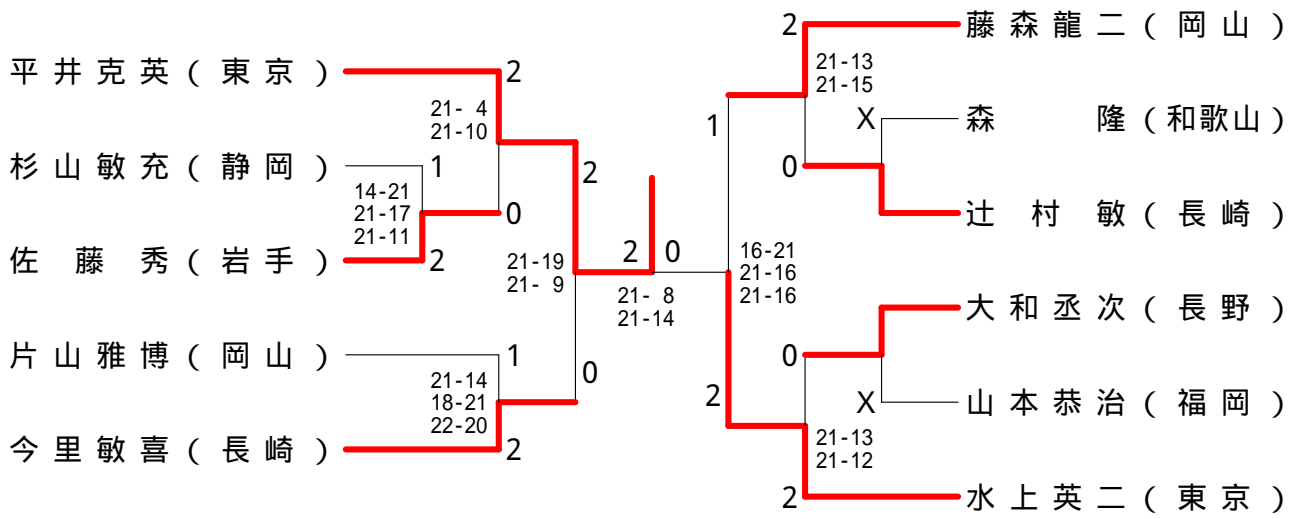 平井克英(東京)
2
21- 4
21-10
杉山敏充(静岡)
1
14-21
21-17
21-11
0
佐藤秀(岩手)
2
2
21-19
21- 9
片山雅博(岡山)
1
21-14
18-21
22-20
0
今里敏喜(長崎)
2
2
0
21- 8
21-14
2
藤森龍二(岡山)
21-13
21-15
1
X
森隆(和歌山)
0
辻村敏(長崎)
16-21
21-16
21-16
大和丞次(長野)
0
2
X
山本恭治(福岡)
21-13
21-12
2
水上英二(東京)